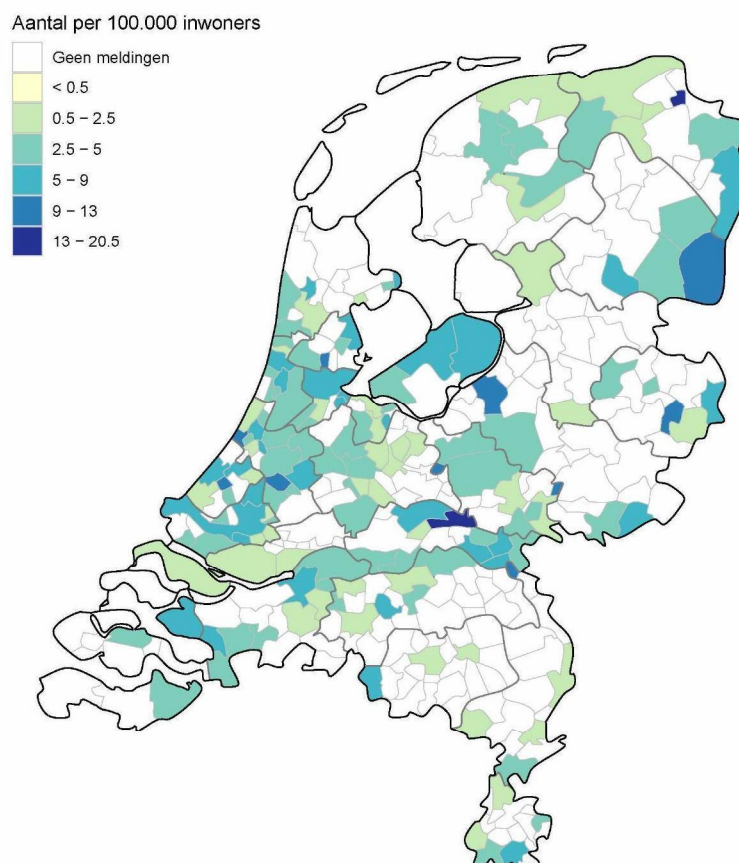 Aantal per 100.000 inwoners
Geen meldingen
< 0.5
0.5 – 2.5
2.5 – 5
5 – 9
9 – 13
13 – 20.5